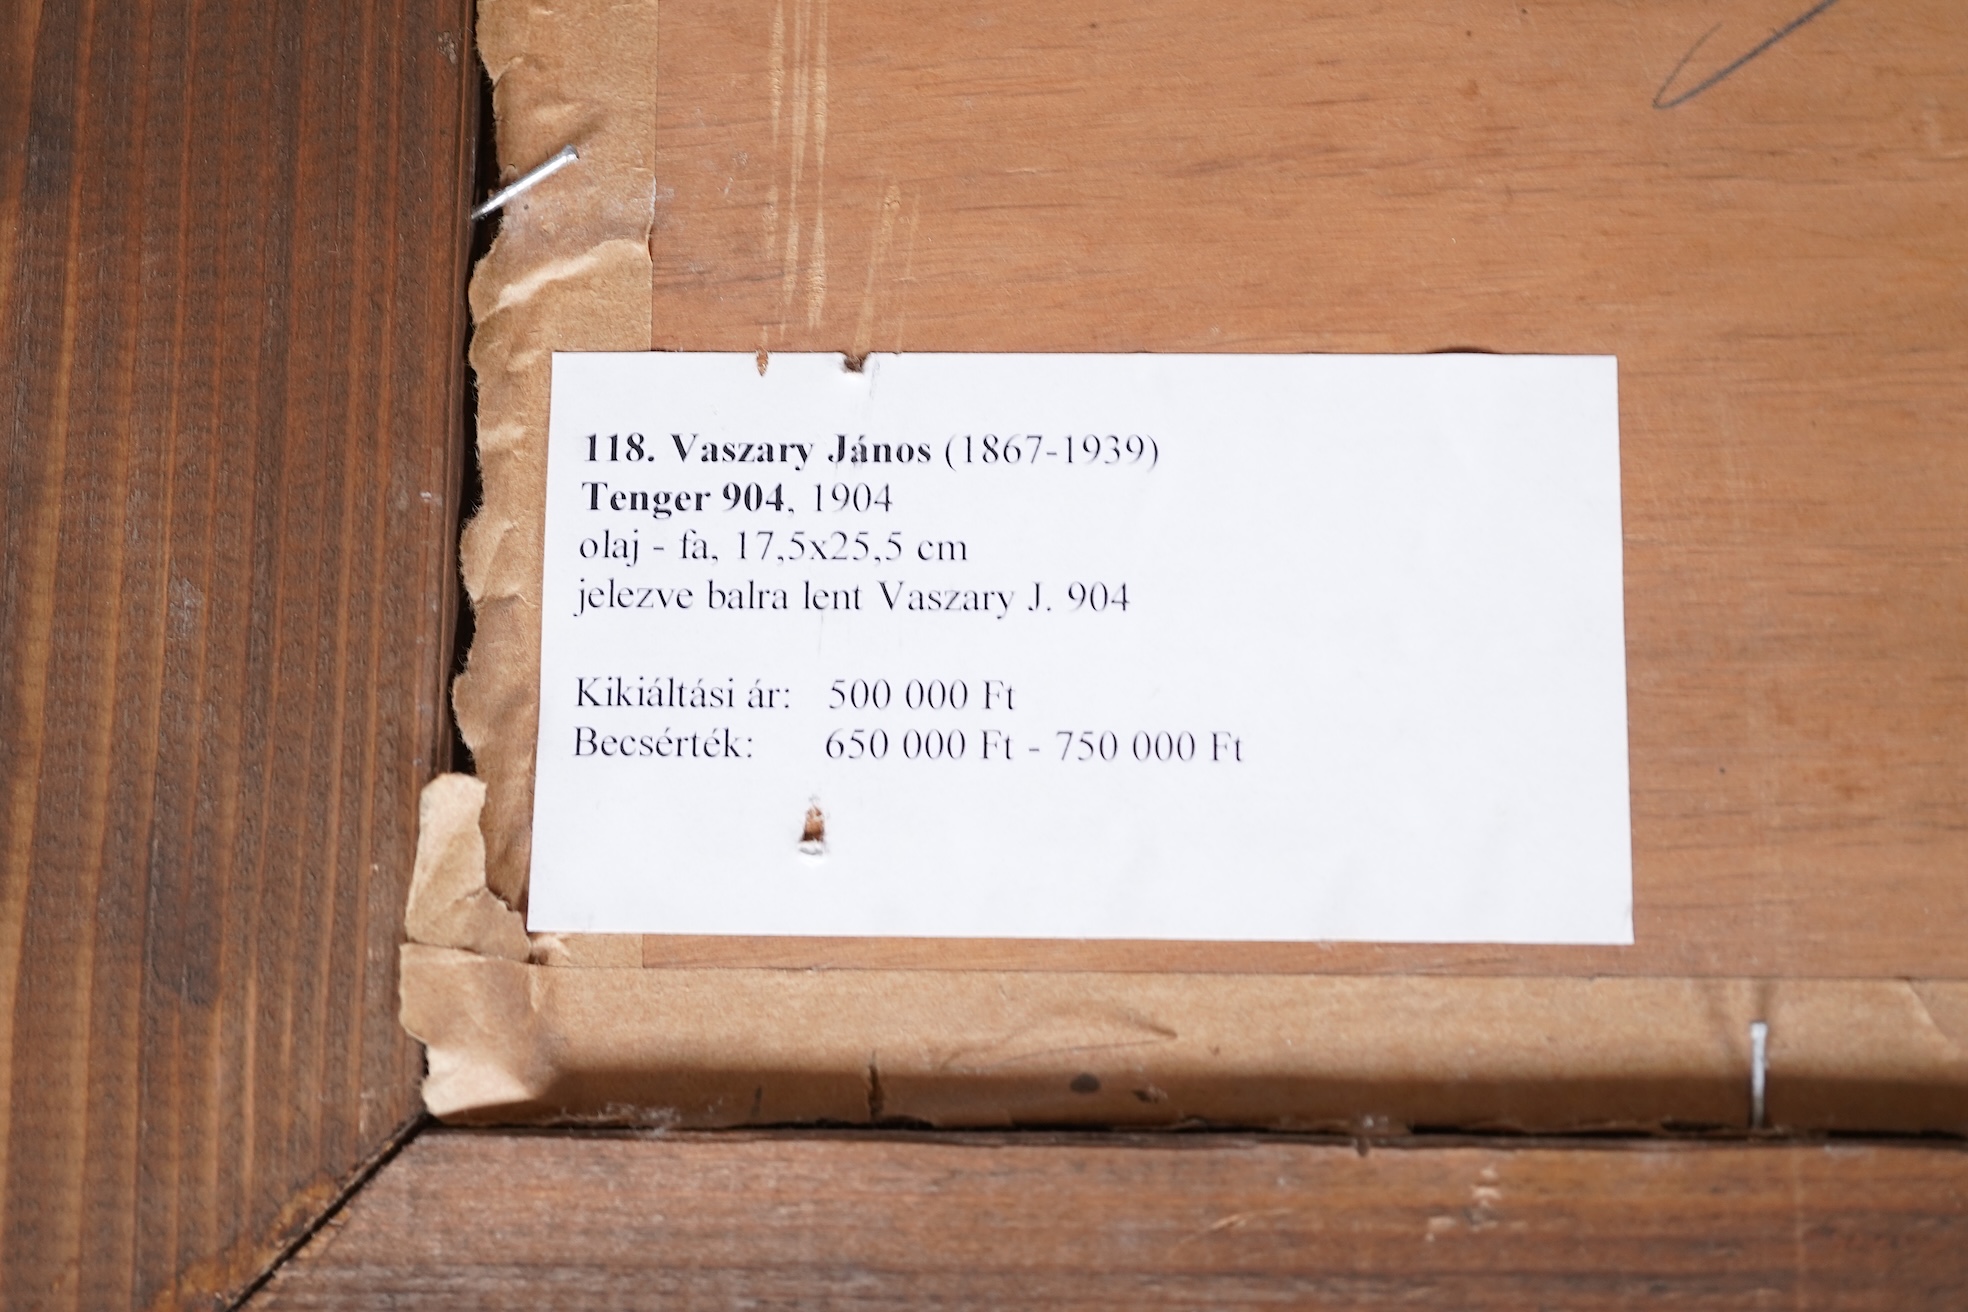 118. Vaszary János (1867-1939)
Tenger 904, 1904
olaj - fa, 17,5x25,5 cm
jelezve balra lent Vaszary J. 904
Kikiáltási ár: 500 000 Ft
Becsérték: 650 000 Ft - 750 000 Ft